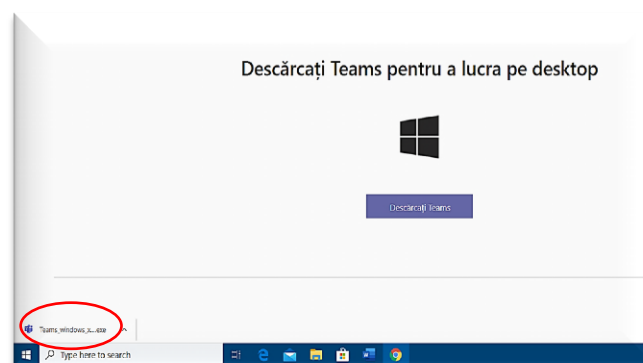 Descărcați Teams pentru a lucra pe desktop
Descărcați Teams
Teams_windows_x....exe
Type here to search